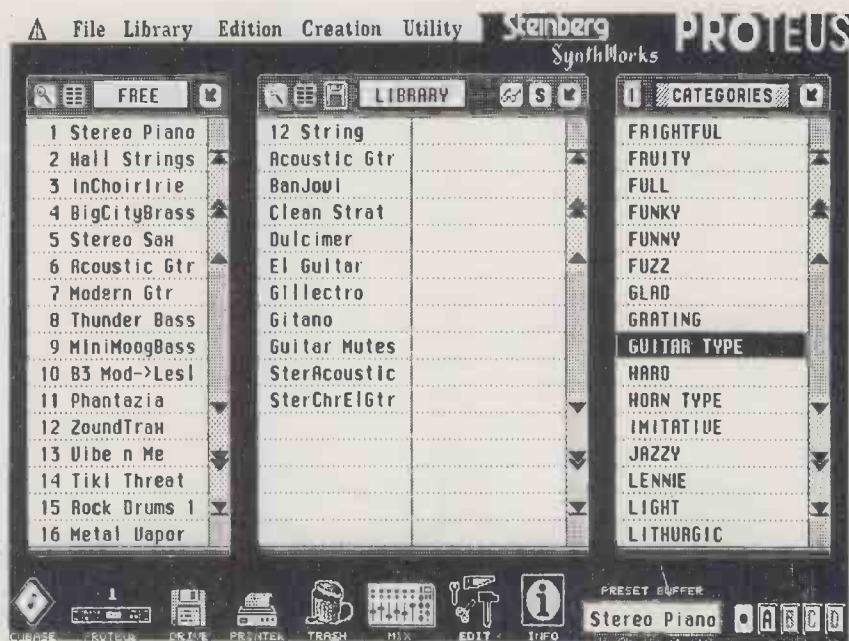 File Library Edition Creation Utility
Steinberg
SynthWorks
PROTEUS
FREE
1 Stereo Piano
2 Hall Strings
3 InChoirIrie
4 BigCityBrass
5 Stereo Sax
6 Acoustic Gtr
7 Modern Gtr
8 Thunder Bass
9 MiniMoogBass
10 B3 Mod->Lesl
11 Phantazia
12 ZoundTrax
13 Vibe n Me
14 Tiki Threat
15 Rock Drums 1
16 Metal Vapor
LIBRARY
S
12 String
Acoustic Gtr
BanJovi
Clean Strat
Dulcimer
El Guitar
Gillectro
Gitano
Guitar Mutes
SterAcoustic
SterChrElGtr
CATEGORIES
FRIGHTFUL
FRUITY
FULL
FUNKY
FUNNY
FUZZ
GLAD
GRATING
GUITAR TYPE
HARD
HORN TYPE
IMITATIVE
JAZZY
LENNIE
LIGHT
LITHURGIC
1
CUBASE
PROTEUS
DRIVE
PRINTER
TRASH
MIX
EDIT
INFO
PRESET BUFFER
Stereo Piano
A B C D